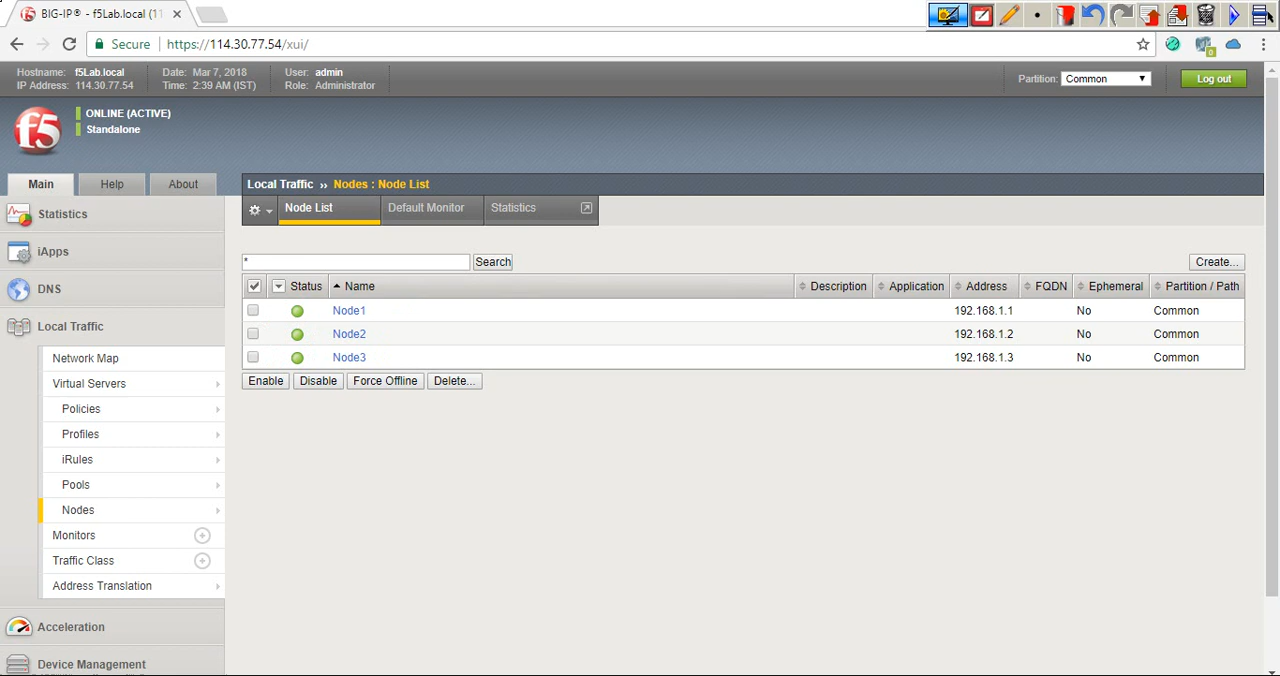 BIG-IP® - f5Lab.local (11
Secure | https://114.30.77.54/xui/
0
Hostname: f5Lab.local Date: Mar 7, 2018 User: admin
IP Address: 114.30.77.54 Time: 2:39 AM (IST) Role: Administrator
Partition: Common Log out
f5
ONLINE (ACTIVE)
Standalone
Main Help About
Local Traffic ›› Nodes : Node List
Node List Default Monitor Statistics
Statistics
iApps
DNS
Local Traffic
Network Map
Virtual Servers
Policies
Profiles
iRules
Pools
Nodes
Monitors
Traffic Class
Address Translation
Acceleration
Device Management
* Search Create...
Status Name Description Application Address FQDN Ephemeral Partition / Path
Node1 192.168.1.1 No Common
Node2 192.168.1.2 No Common
Node3 192.168.1.3 No Common
Enable Disable Force Offline Delete...